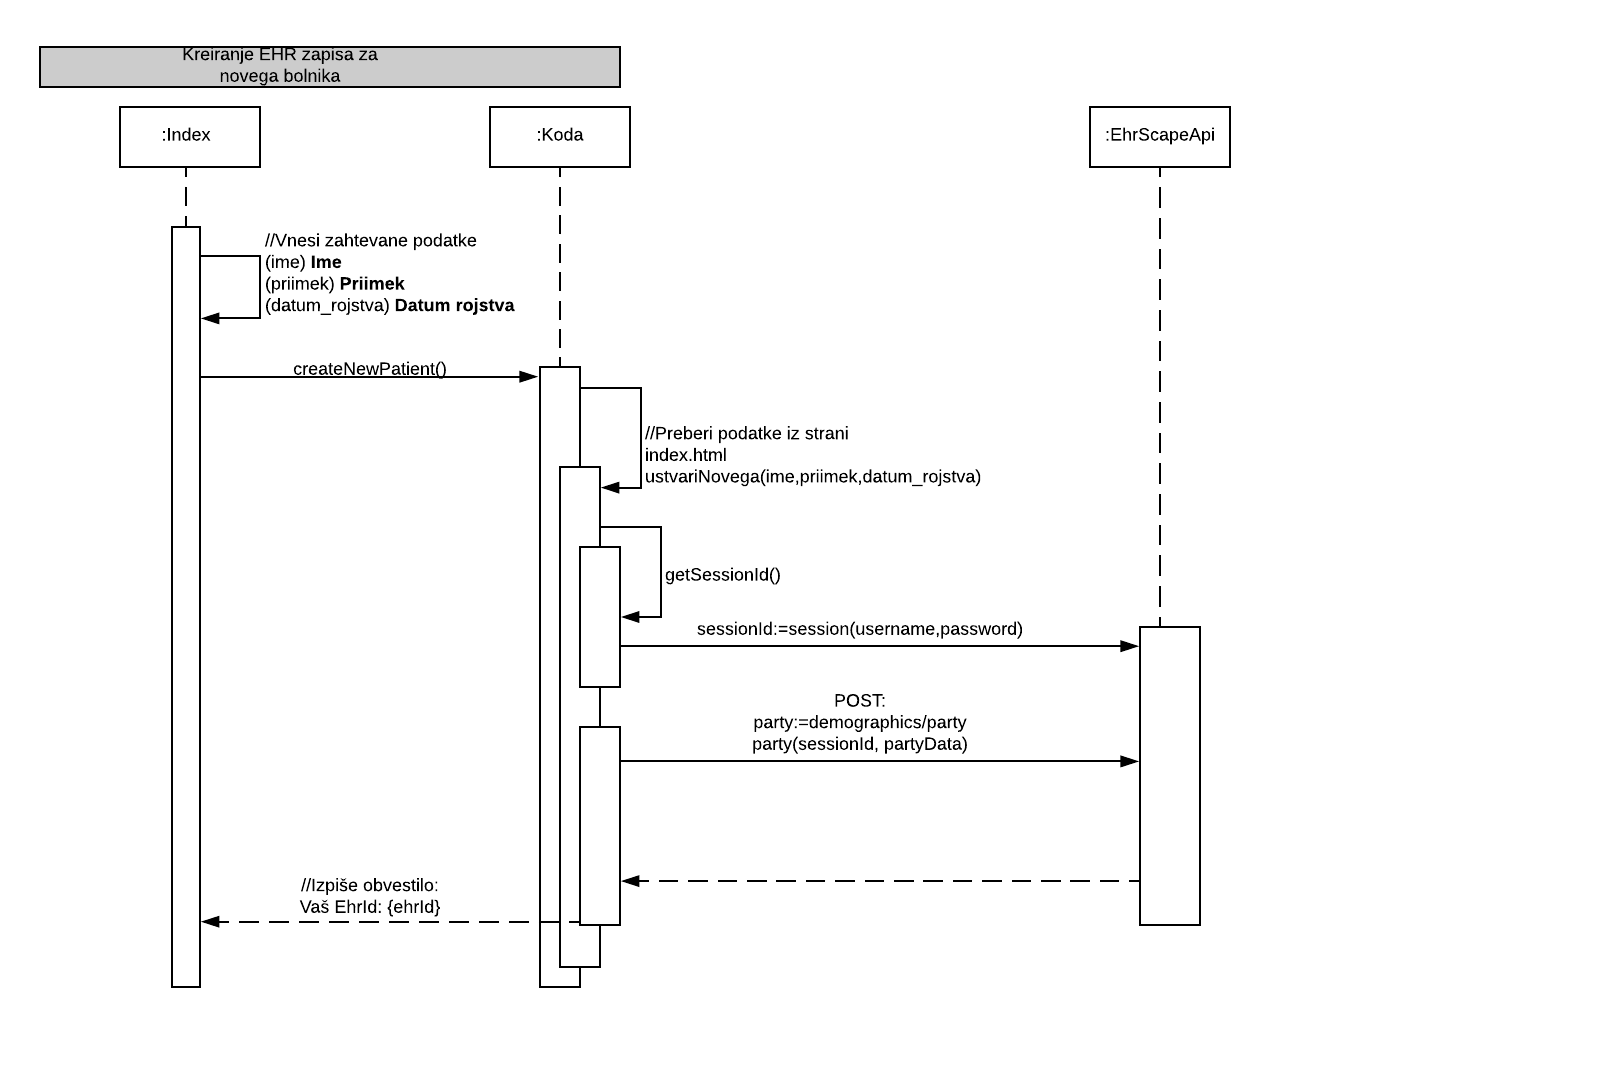 Kreiranje EHR zapisa za
novega bolnika
:Index
:Koda
:EhrScapeApi
//Vnesi zahtevane podatke
(ime) Ime
(priimek) Priimek
(datum_rojstva) Datum rojstva
createNewPatient()
//Preberi podatke iz strani
index.html
ustvariNovega(ime,priimek,datum_rojstva)
getSessionId()
sessionId:=session(username,password)
POST:
party:=demographics/party
party(sessionId, partyData)
//Izpiše obvestilo:
Vaš EhrId: {ehrId}